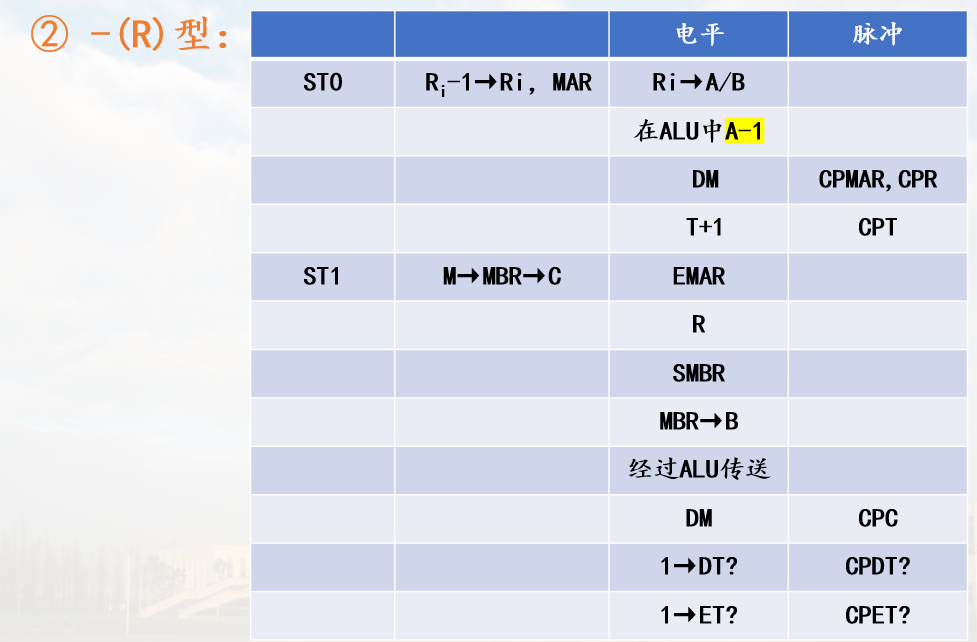 ② -(R)型：
电平 脉冲
ST0 Ri-1→Ri, MAR Ri→A/B
在ALU中A-1
DM CPMAR,CPR
T+1 CPT
ST1 M→MBR→C EMAR
R
SMBR
MBR→B
经过ALU传送
DM CPC
1→DT? CPDT?
1→ET? CPET?